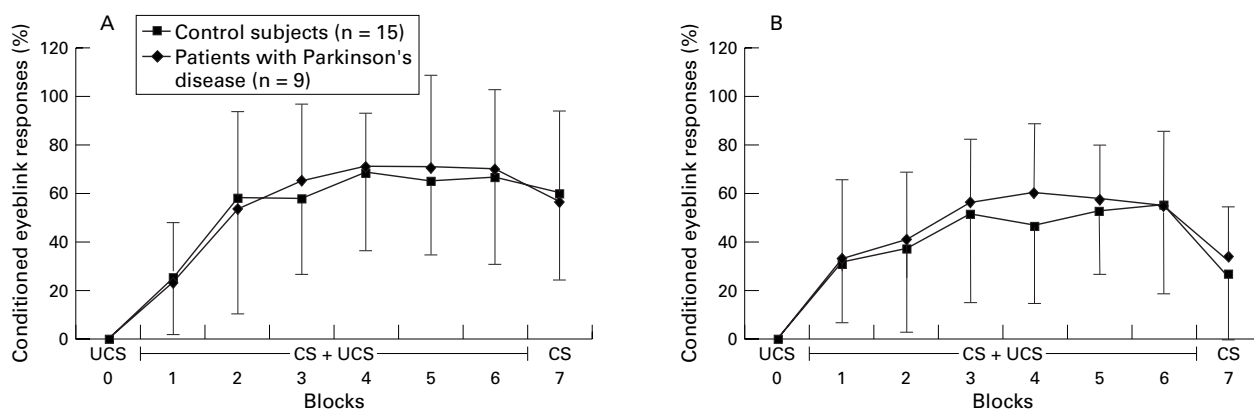 A
Conditioned eyeblink responses (%)
120
100
80
60
40
20
0
Control subjects (n = 15)
Patients with Parkinson's
disease (n = 9)
UCS CS + UCS CS
0 1 2 3 4 5 6 7
Blocks
B
Conditioned eyeblink responses (%)
120
100
80
60
40
20
0
UCS CS + UCS CS
0 1 2 3 4 5 6 7
Blocks